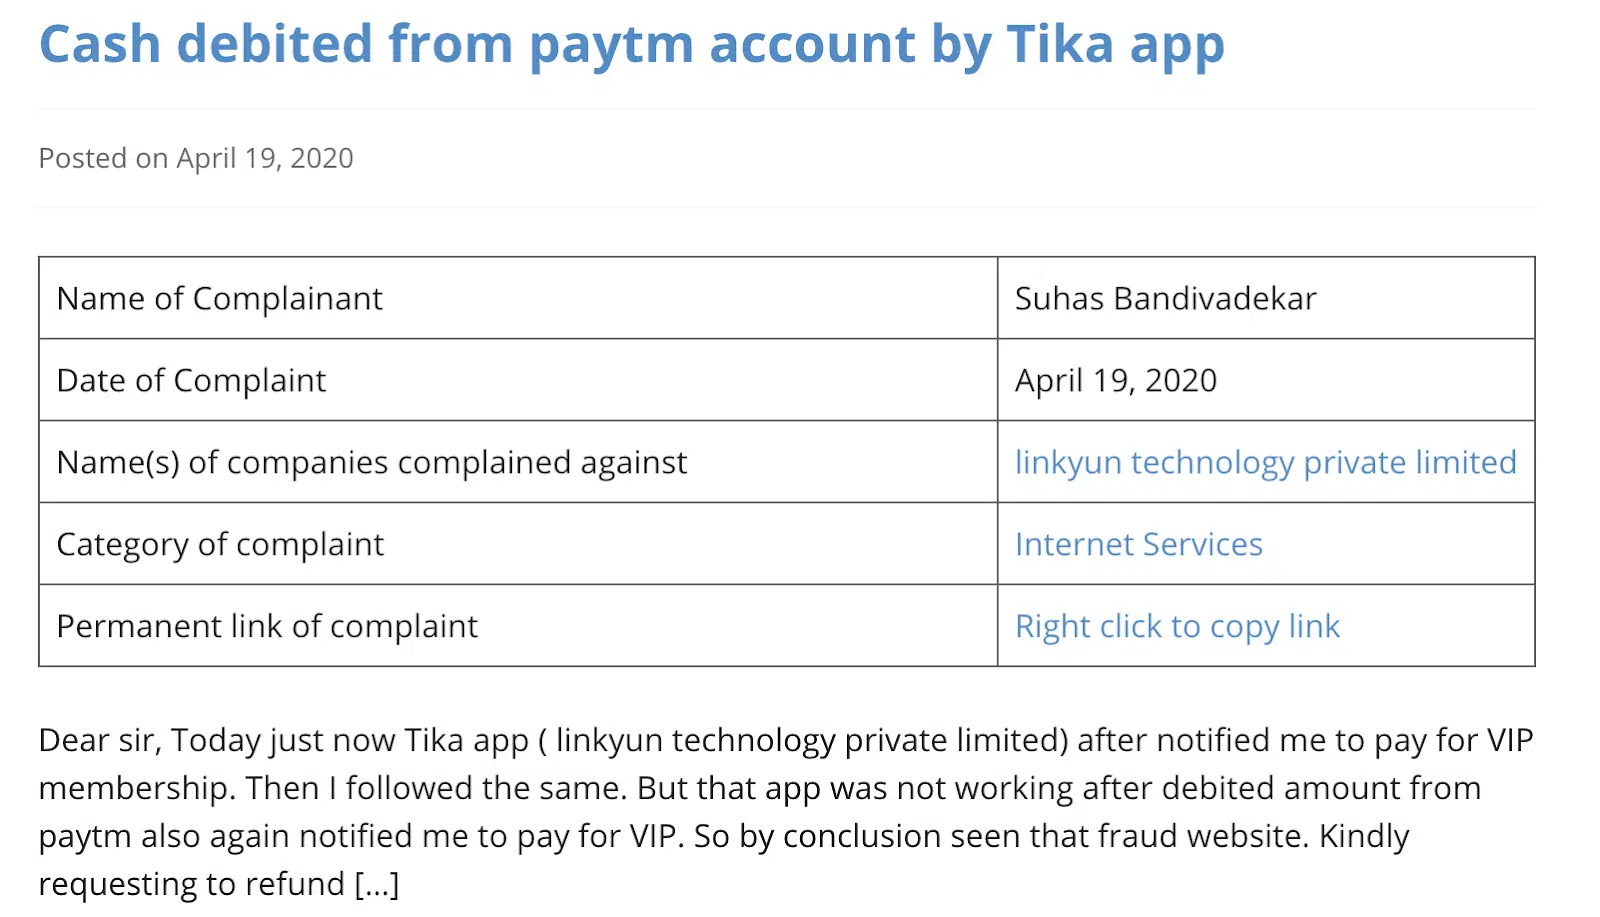 Cash debited from paytm account by Tika app
Posted on April 19, 2020
Name of Complainant Suhas Bandivadekar
Date of Complaint April 19, 2020
Name(s) of companies complained against linkyun technology private limited
Category of complaint Internet Services
Permanent link of complaint Right click to copy link
Dear sir, Today just now Tika app ( linkyun technology private limited) after notified me to pay for VIP
membership. Then I followed the same. But that app was not working after debited amount from
paytm also again notified me to pay for VIP. So by conclusion seen that fraud website. Kindly
requesting to refund [...]